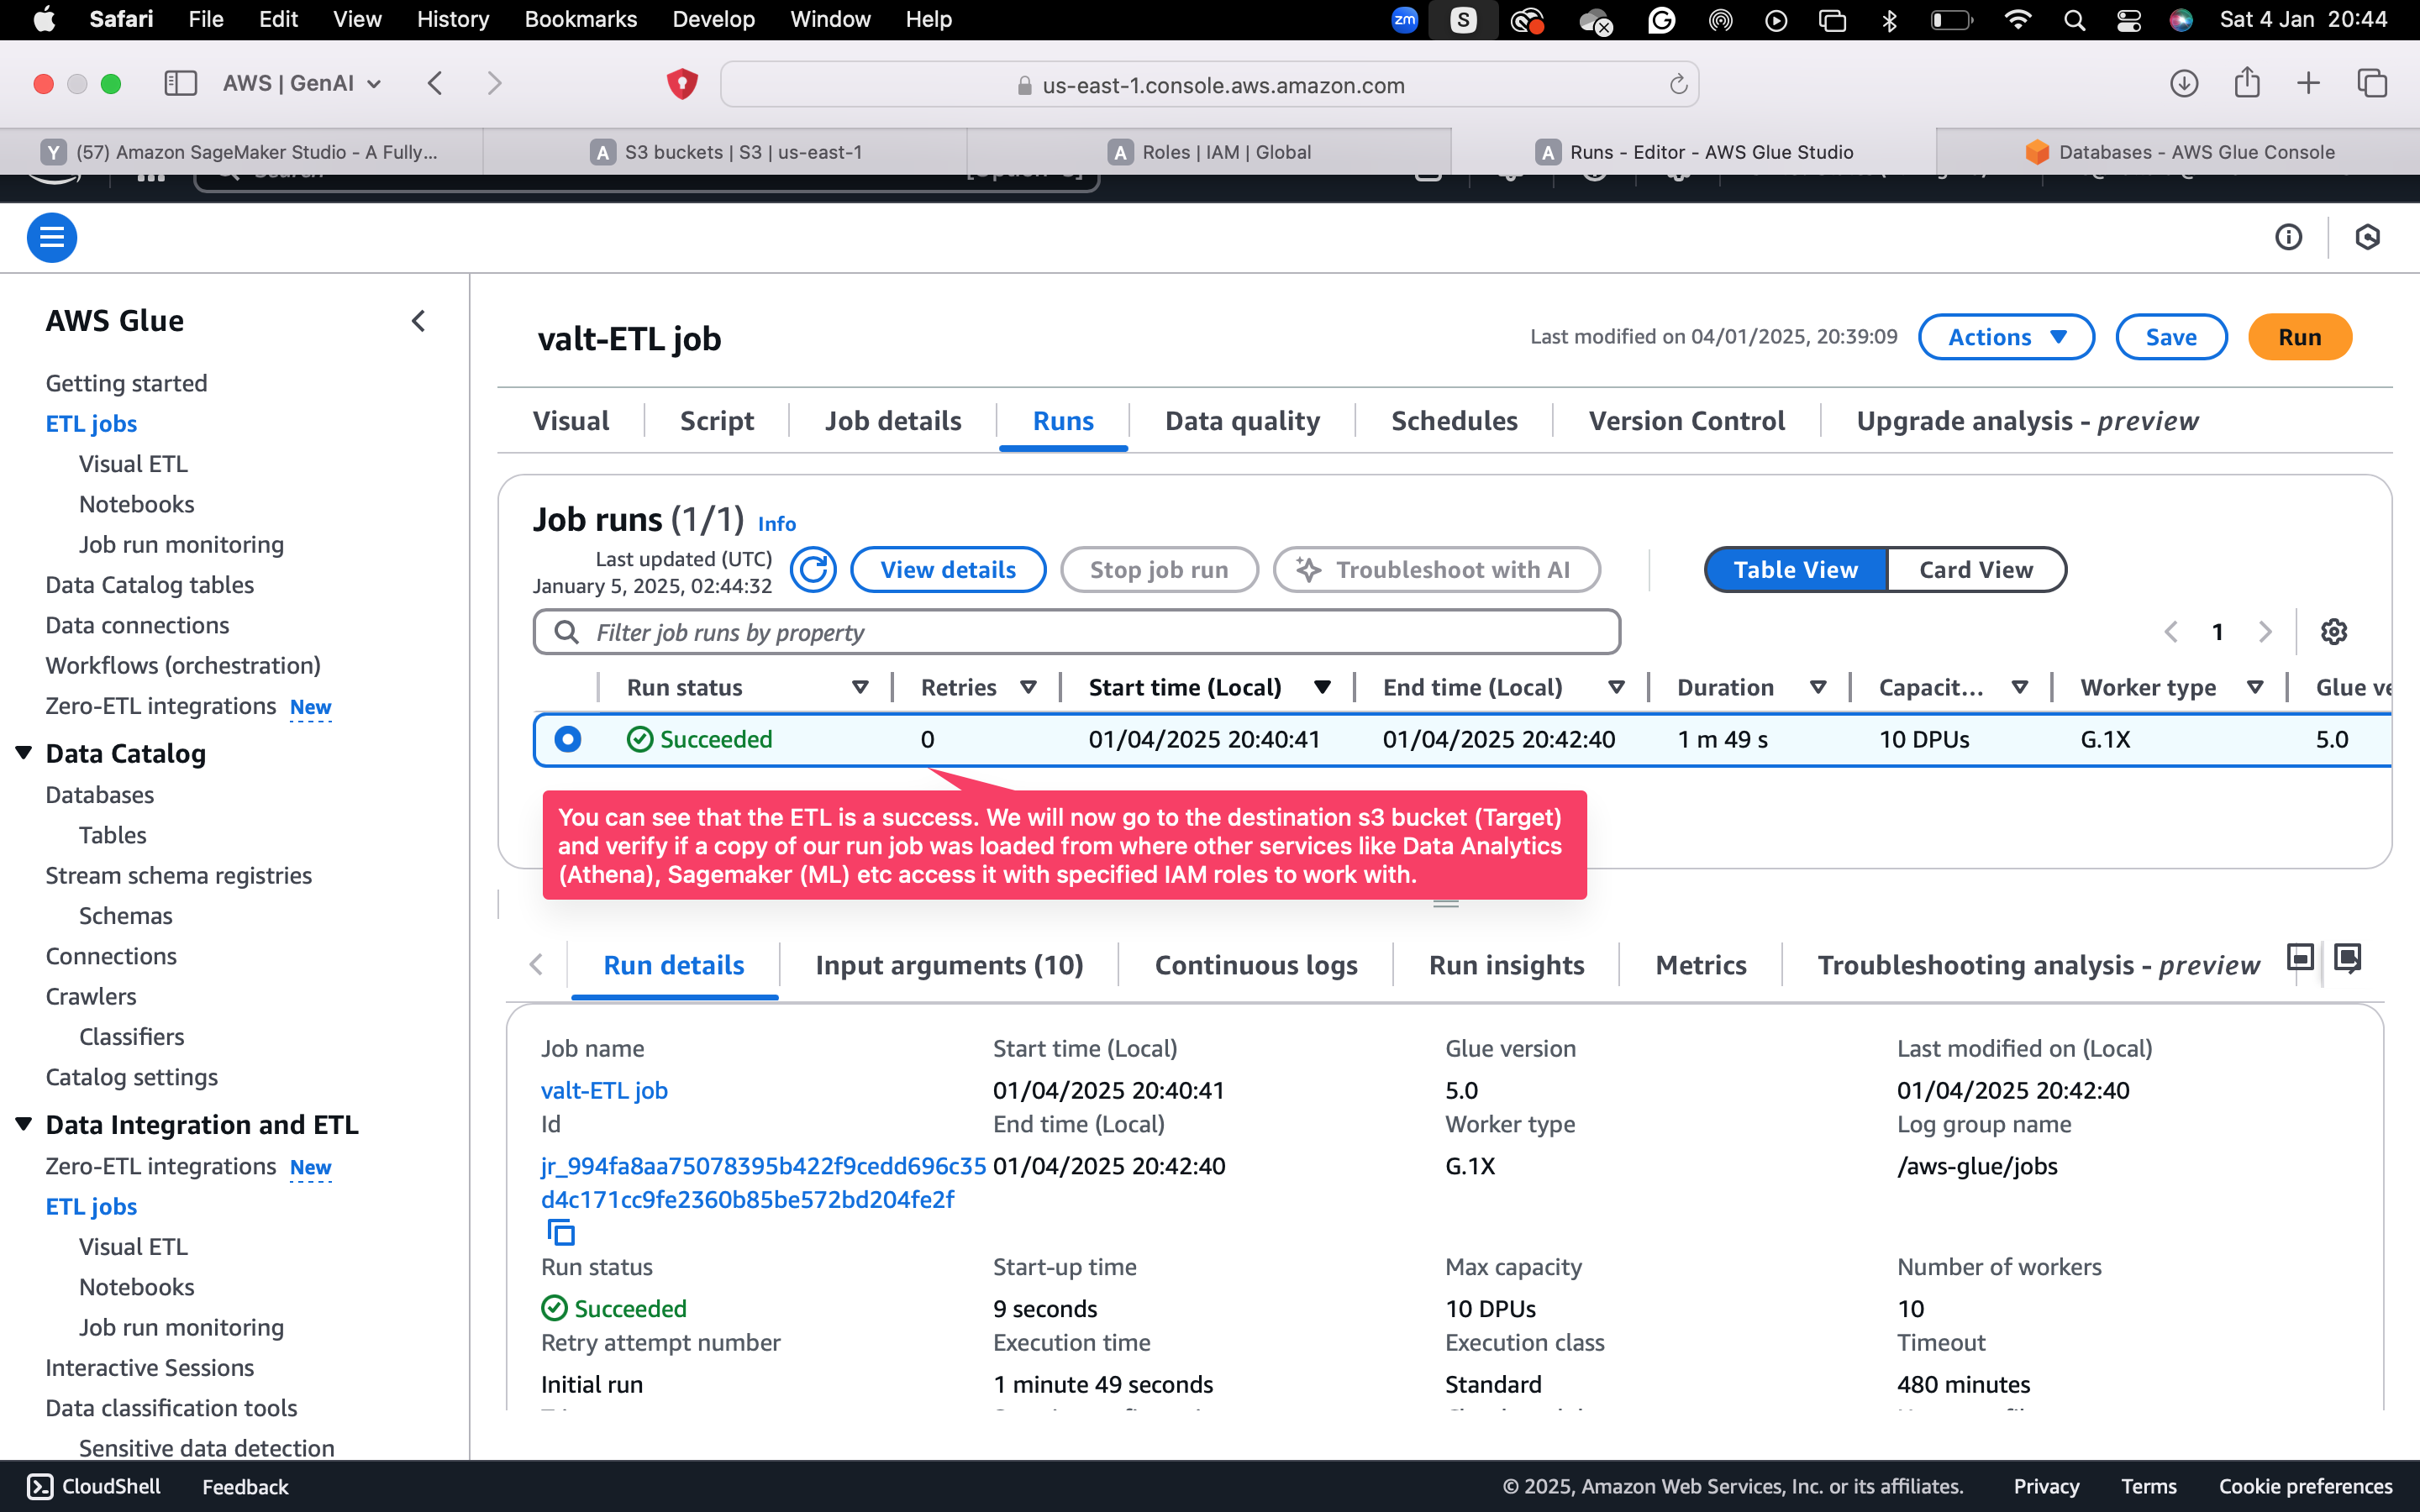 Safari File Edit View History Bookmarks Develop Window Help zm S Sat 4 Jan 20:44
AWS | GenAI us-east-1.console.aws.amazon.com
Y (57) Amazon SageMaker Studio - A Fully... A S3 buckets | S3 | us-east-1 A Roles | IAM | Global A Runs - Editor - AWS Glue Studio Databases - AWS Glue Console
AWS Glue
Getting started
ETL jobs
Visual ETL
Notebooks
Job run monitoring
Data Catalog tables
Data connections
Workflows (orchestration)
Zero-ETL integrations New
Data Catalog
Databases
Tables
Stream schema registries
Schemas
Connections
Crawlers
Classifiers
Catalog settings
Data Integration and ETL
Zero-ETL integrations New
ETL jobs
Visual ETL
Notebooks
Job run monitoring
Interactive Sessions
Data classification tools
Sensitive data detection
valt-ETL job Last modified on 04/01/2025, 20:39:09 Actions Save Run
Visual Script Job details Runs Data quality Schedules Version Control Upgrade analysis - preview
Job runs (1/1) Info
Last updated (UTC)
January 5, 2025, 02:44:32
View details Stop job run Troubleshoot with AI Table View Card View
Filter job runs by property 1
Run status Retries Start time (Local) End time (Local) Duration Capacit... Worker type Glue ve
Succeeded 0 01/04/2025 20:40:41 01/04/2025 20:42:40 1 m 49 s 10 DPUs G.1X 5.0
You can see that the ETL is a success. We will now go to the destination s3 bucket (Target)
and verify if a copy of our run job was loaded from where other services like Data Analytics
(Athena), Sagemaker (ML) etc access it with specified IAM roles to work with.
Run details Input arguments (10) Continuous logs Run insights Metrics Troubleshooting analysis - preview
Job name Start time (Local) Glue version Last modified on (Local)
valt-ETL job 01/04/2025 20:40:41 5.0 01/04/2025 20:42:40
Id End time (Local) Worker type Log group name
jr_994fa8aa75078395b422f9cedd696c35 01/04/2025 20:42:40 G.1X /aws-glue/jobs
d4c171cc9fe2360b85be572bd204fe2f
Run status Start-up time Max capacity Number of workers
Succeeded 9 seconds 10 DPUs 10
Retry attempt number Execution time Execution class Timeout
Initial run 1 minute 49 seconds Standard 480 minutes
CloudShell Feedback © 2025, Amazon Web Services, Inc. or its affiliates. Privacy Terms Cookie preferences